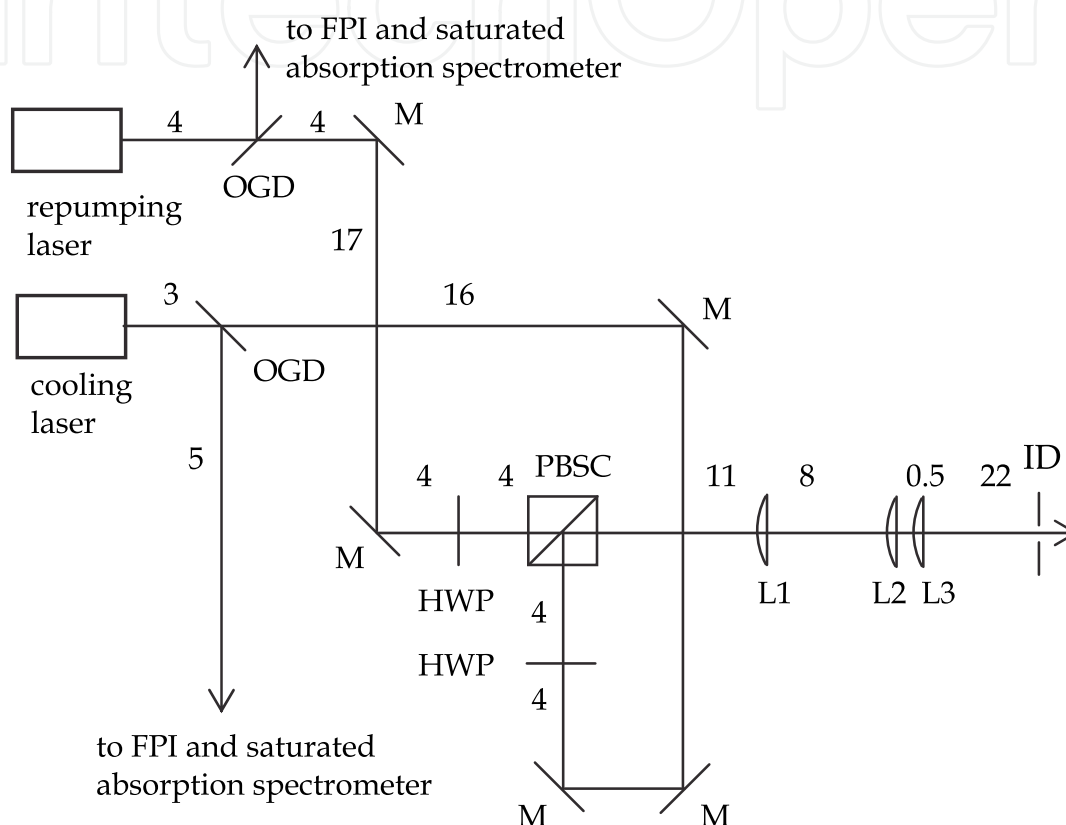 to FPI and saturated
absorption spectrometer
4
4
M
OGD
repumping
laser
17
3
16
M
OGD
cooling
laser
5
4
4
PBSC
11
8
0.5
22
ID
M
HWP
L1
L2
L3
4
HWP
4
to FPI and saturated
absorption spectrometer
M
M